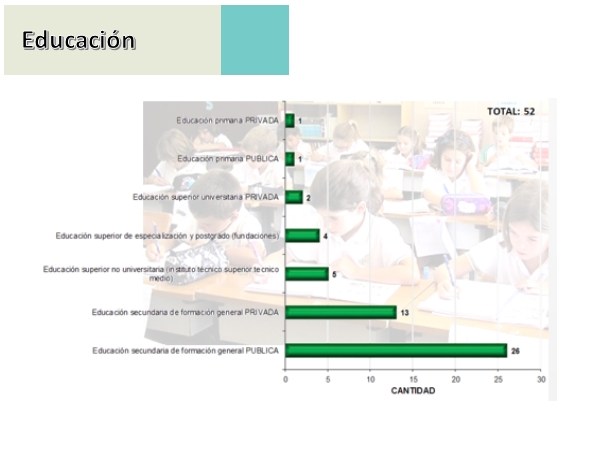 Educación
TOTAL: 52
Educación primaria PRIVADA 1
Educación primaria PUBLICA 1
Educación superior universitaria PRIVADA 2
Educación superior de especialización y postgrado (fundaciones) 4
Educación superior no universitaria (instituto técnico superior tecnico
medio) 5
Educación secundaria de formación general PRIVADA 13
Educación secundaria de formación general PUBLICA 26
0 5 10 15 20 25 30
CANTIDAD